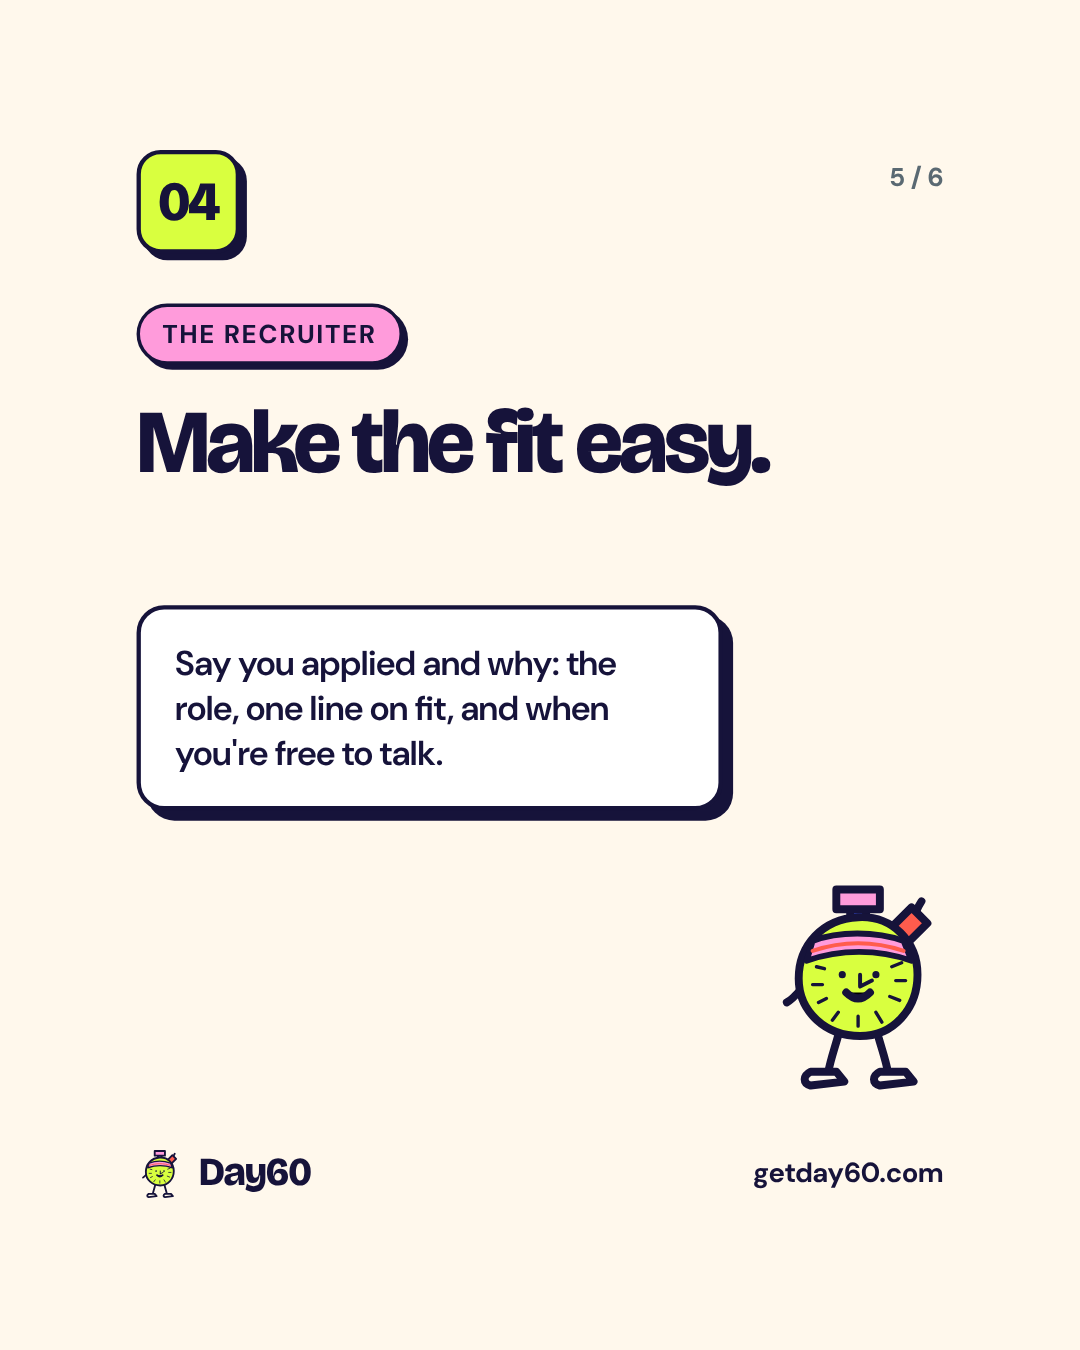 04
5 / 6
THE RECRUITER
Make the fit easy.
Say you applied and why: the
role, one line on fit, and when
you're free to talk.
Day60
getday60.com